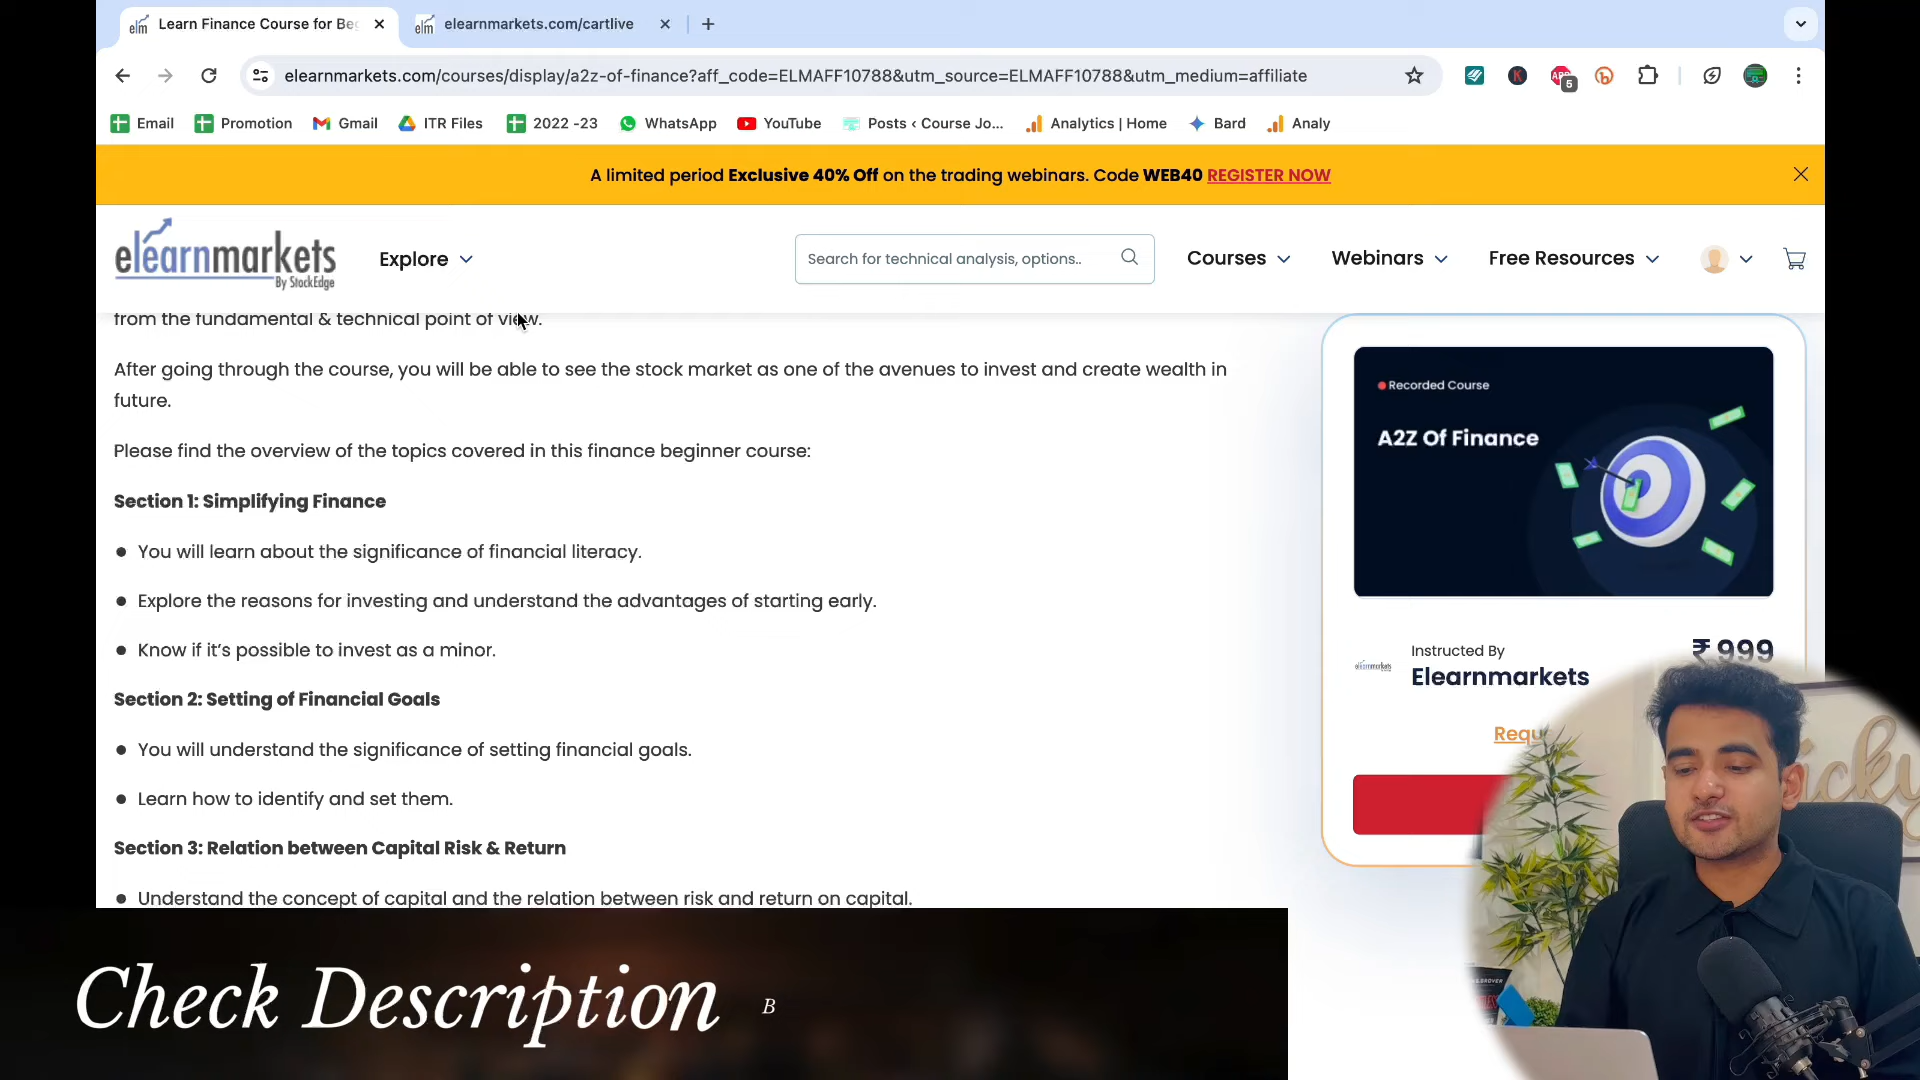 Learn Finance Course for Be
elearnmarkets.com/cartlive
elearnmarkets.com/courses/display/a2z-of-finance?aff_code=ELMAFF10788&utm_source=ELMAFF10788&utm_medium=affiliate
5
Email
Promotion
Gmail
ITR Files
2022 -23
WhatsApp
YouTube
Posts ‹ Course Jo...
Analytics | Home
Bard
Analy
A limited period Exclusive 40% Off on the trading webinars. Code WEB40 REGISTER NOW
elearnmarkets
By StockEdge
Explore
Search for technical analysis, options..
Courses
Webinars
Free Resources
from the fundamental & technical point of view.
After going through the course, you will be able to see the stock market as one of the avenues to invest and create wealth in
future.
Please find the overview of the topics covered in this finance beginner course:
Section 1: Simplifying Finance
● You will learn about the significance of financial literacy.
● Explore the reasons for investing and understand the advantages of starting early.
● Know if it’s possible to invest as a minor.
Section 2: Setting of Financial Goals
● You will understand the significance of setting financial goals.
● Learn how to identify and set them.
Section 3: Relation between Capital Risk & Return
● Understand the concept of capital and the relation between risk and return on capital.
Recorded Course
A2Z Of Finance
Instructed By
Elearnmarkets
₹ 999
Requ
Check Description B